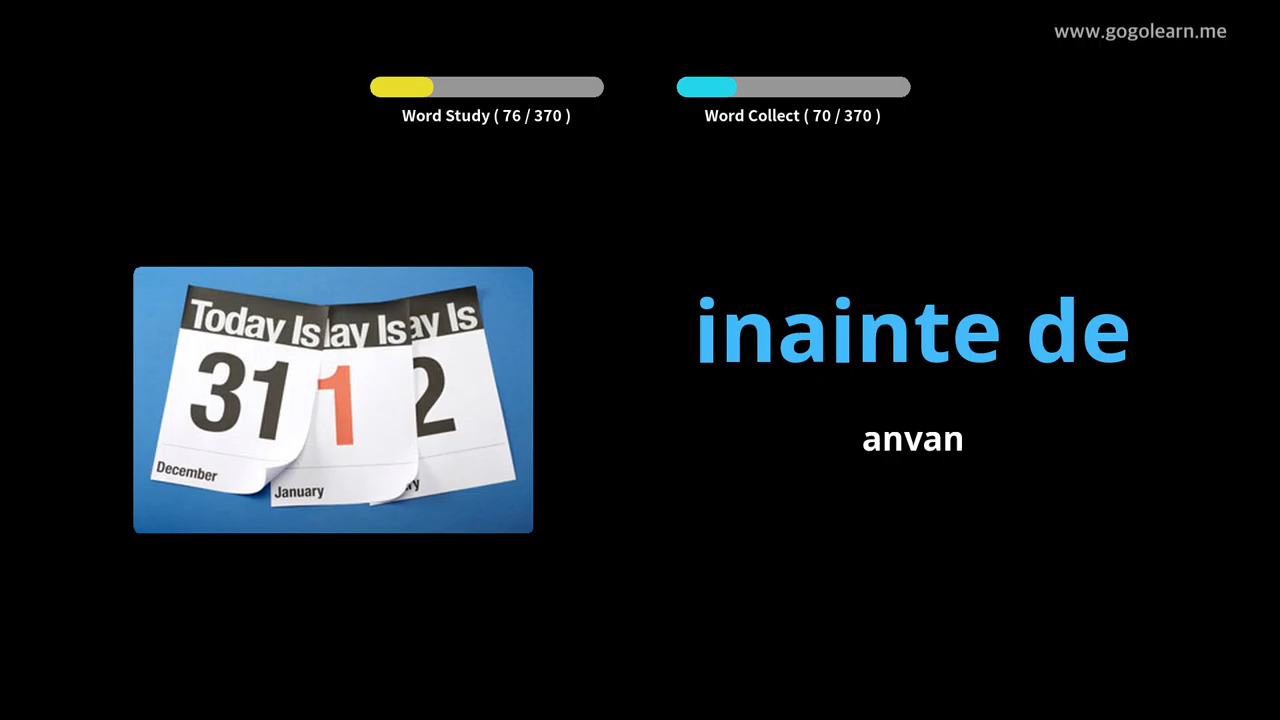 www.gogolearn.me
Word Study ( 76 / 370 )
Word Collect ( 70 / 370 )
Today Is
ay Is
ay Is
31
1
2
December
January
ry
inainte de
anvan